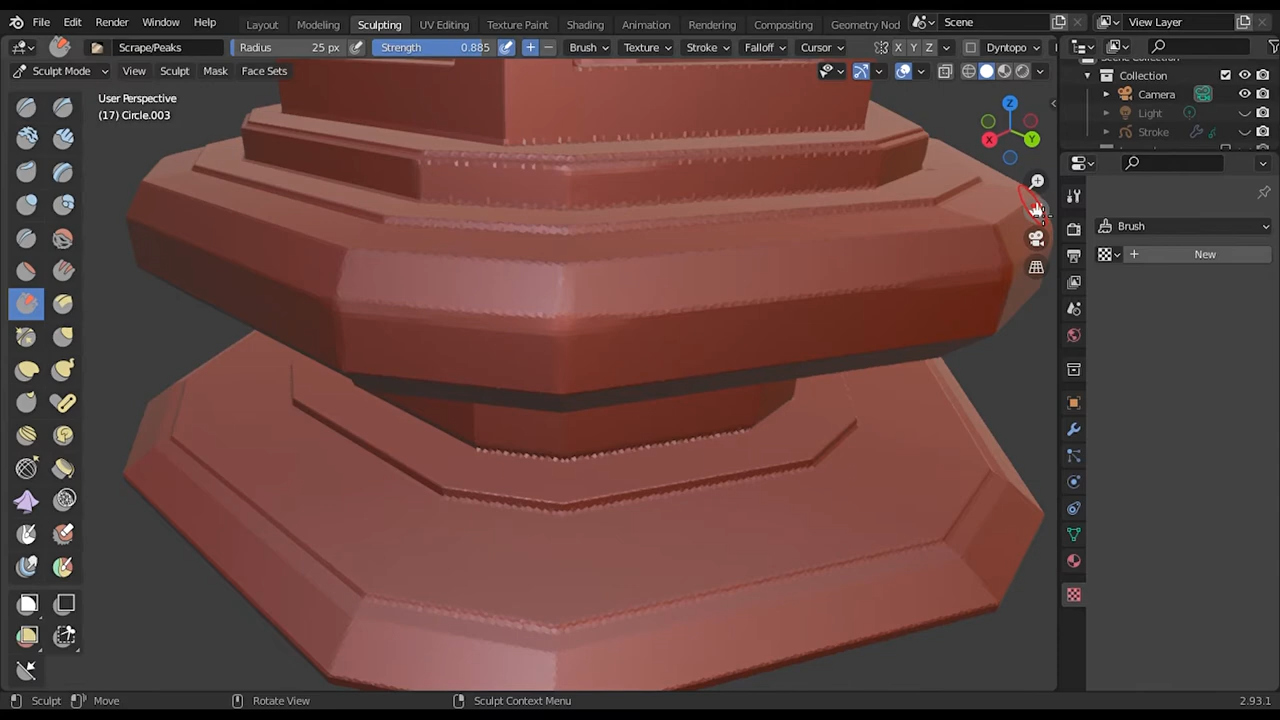 File Edit Render Window Help Layout Modeling Sculpting UV Editing Texture Paint Shading Animation Rendering Compositing Geometry Nod Scene View Layer
Scrape/Peaks Radius 25 px Strength 0.885 Brush Texture Stroke Falloff Cursor X Y Z Dyntopo
Sculpt Mode View Sculpt Mask Face Sets
Collection
User Perspective
Camera
(17) Circle.003
Light
Stroke
Z
X
Y
Brush
New
Sculpt Move Rotate View Sculpt Context Menu 2.93.1